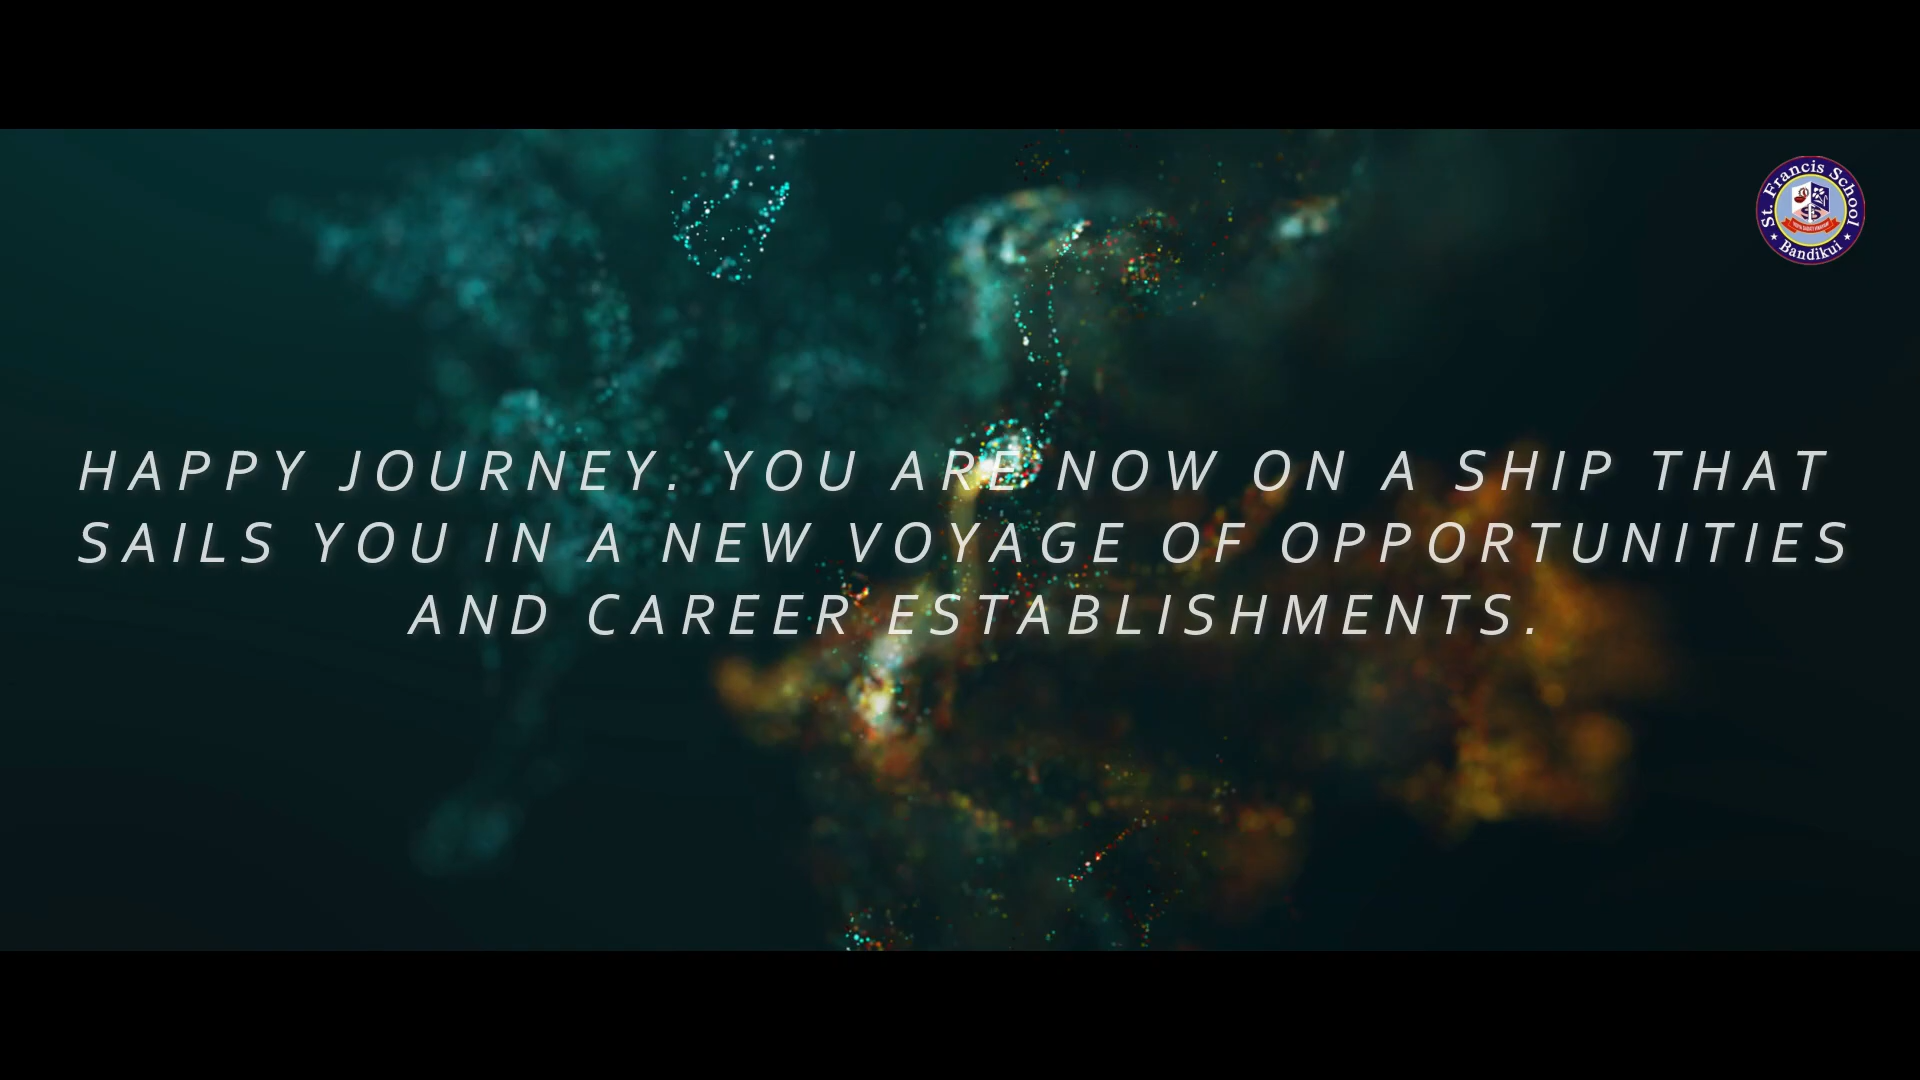 St. Francis School
Bandikui
HAPPY JOURNEY. YOU ARE NOW ON A SHIP THAT
SAILS YOU IN A NEW VOYAGE OF OPPORTUNITIES
AND CAREER ESTABLISHMENTS.